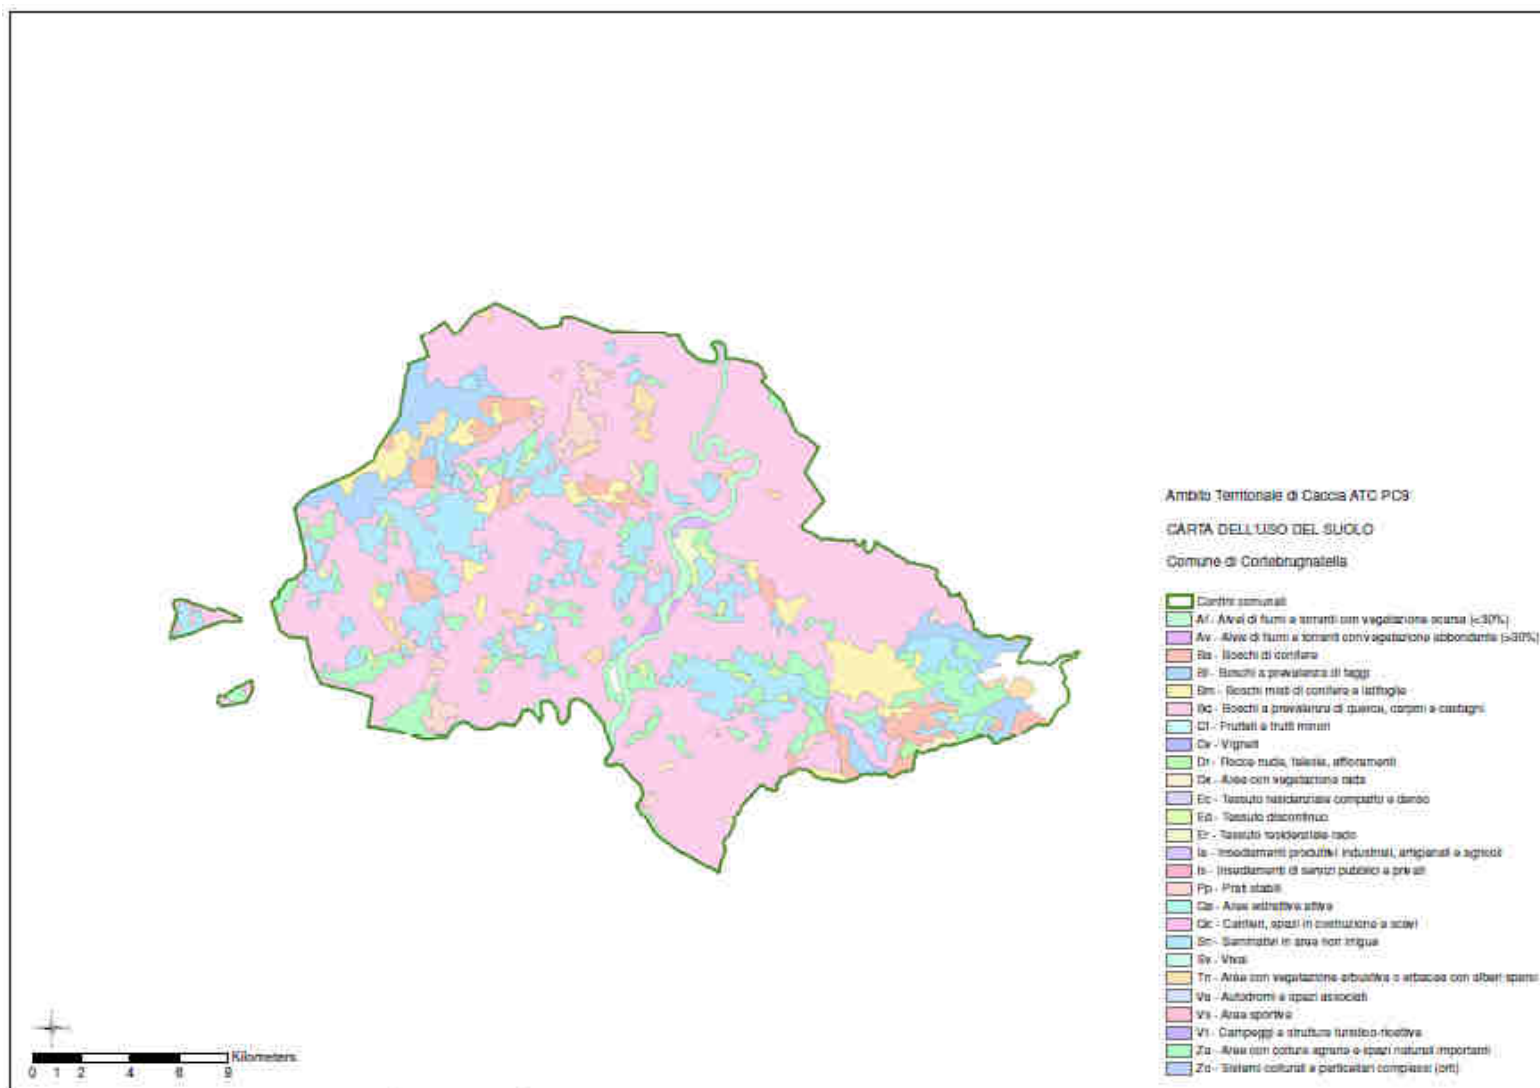 Ambito Territoriale di Caccia ATC PC9
CARTA DELL'USO DEL SUOLO
Comune di Cortebrugnatella
Confini comunali
Af - Alvei di fiumi e torrenti con vegetazione scarsa (<30%)
Av - Alvei di fiumi e torrenti con vegetazione abbondante (>30%)
Ba - Boschi di conifere
Bf - Boschi a prevalenza di faggi
Bm - Boschi misti di conifere e latifoglie
Bq - Boschi a prevalenza di querce, carpini e castagni
Cf - Frutteti e frutti minori
Cv - Vigneti
Dr - Rocce nude, falesie, affioramenti
Dx - Aree con vegetazione rada
Ec - Tessuto residenziale compatto e denso
Ed - Tessuto discontinuo
Er - Tessuto residenziale rado
Ia - Insediamenti produttivi industriali, artigianali e agricoli
Is - Insediamenti di servizi pubblici e privati
Pp - Prati stabili
Qa - Aree estrattive attive
Qc - Cantieri, spazi in costruzione e scavi
Sn - Seminativi in aree non irrigue
Sv - Vivai
Tn - Aree con vegetazione arbustiva o erbacea con alberi sparsi
Va - Autodromi e spazi associati
Vs - Aree sportive
Vt - Campeggi e strutture turistico-ricettive
Ze - Aree con colture agrarie e spazi naturali importanti
Zo - Sistemi colturali e particellari complessi (orti)
Kilometers
0 1 2 4 6 8